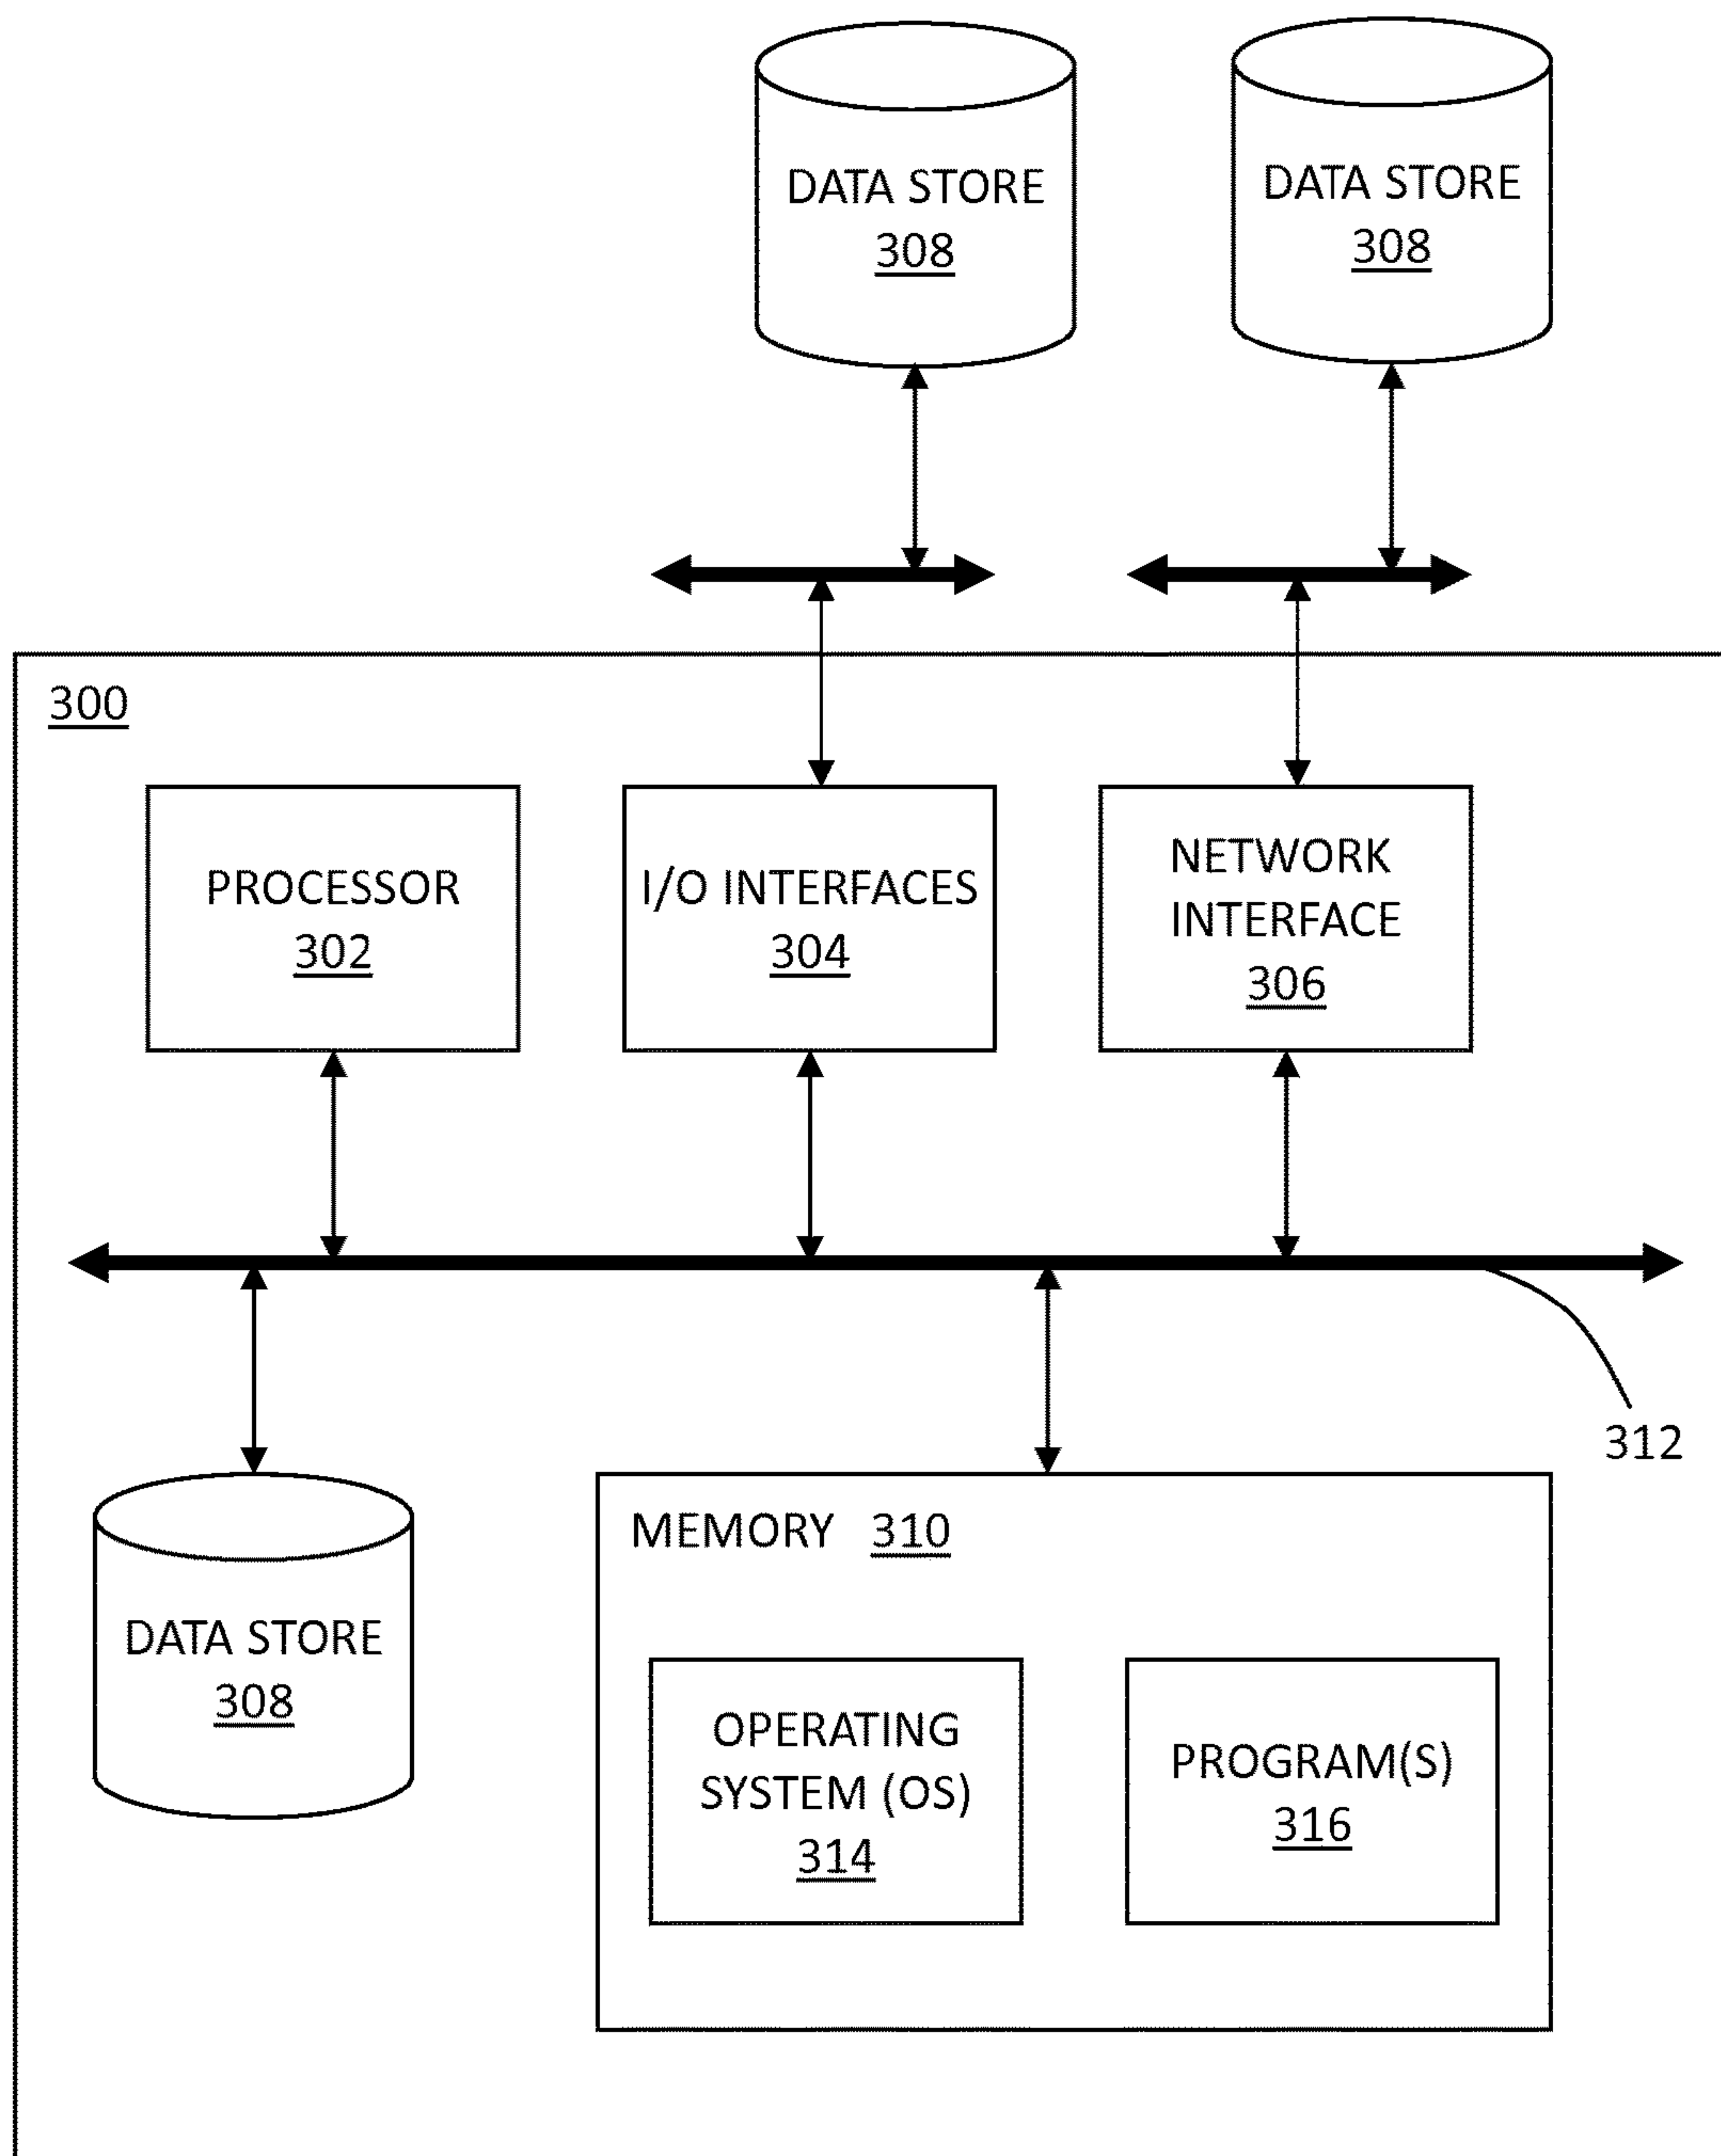 DATA STORE
308
DATA STORE
308
300
PROCESSOR
302
I/O INTERFACES
304
NETWORK
INTERFACE
306
312
DATA STORE
308
MEMORY 310
OPERATING
SYSTEM (OS)
314
PROGRAM(S)
316